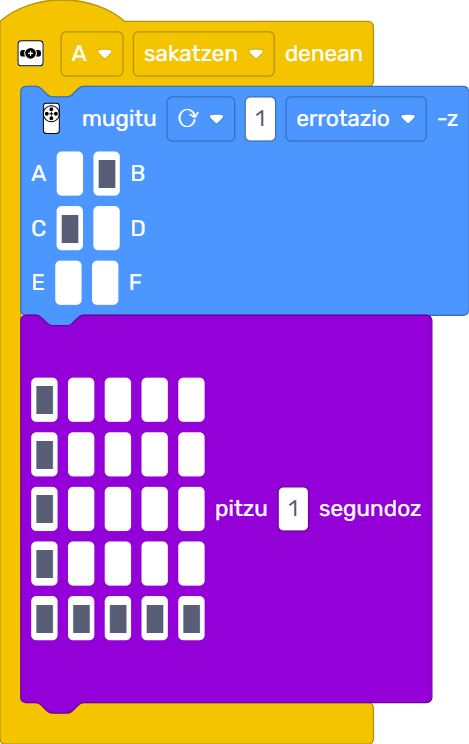 A sakatzen denean
mugitu 1 errotazio -z
A B
C D
E F
pitzu 1 segundoz